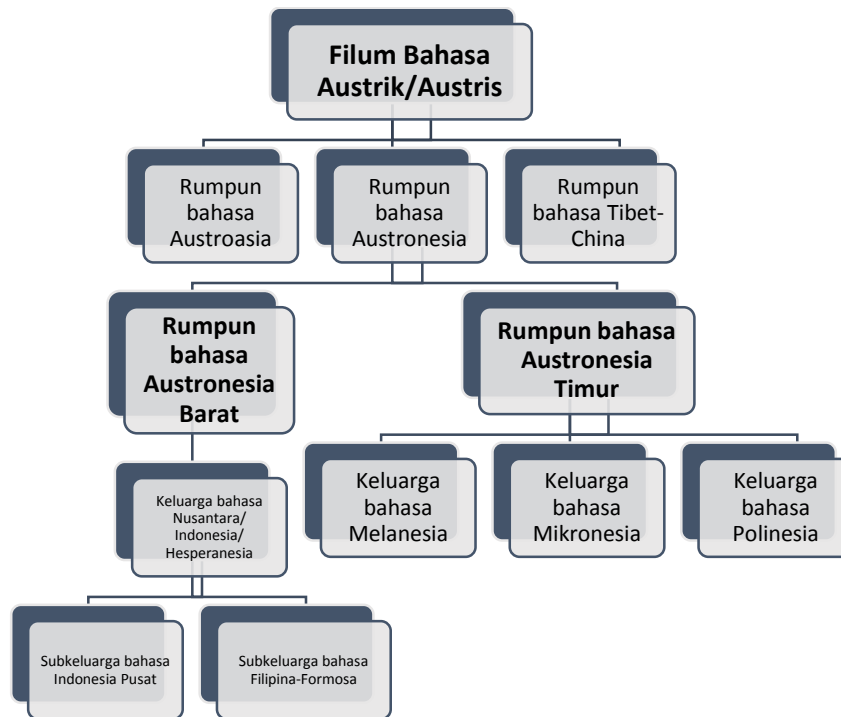 Filum Bahasa
Austrik/Austris
Rumpun
bahasa
Austroasia
Rumpun
bahasa
Austronesia
Rumpun
bahasa Tibet-
China
Rumpun
bahasa
Austronesia
Barat
Rumpun bahasa
Austronesia
Timur
Keluarga bahasa
Nusantara/
Indonesia/
Hesperanesia
Keluarga
bahasa
Melanesia
Keluarga
bahasa
Mikronesia
Keluarga
bahasa
Polinesia
Subkeluarga bahasa
Indonesia Pusat
Subkeluarga bahasa
Filipina-Formosa